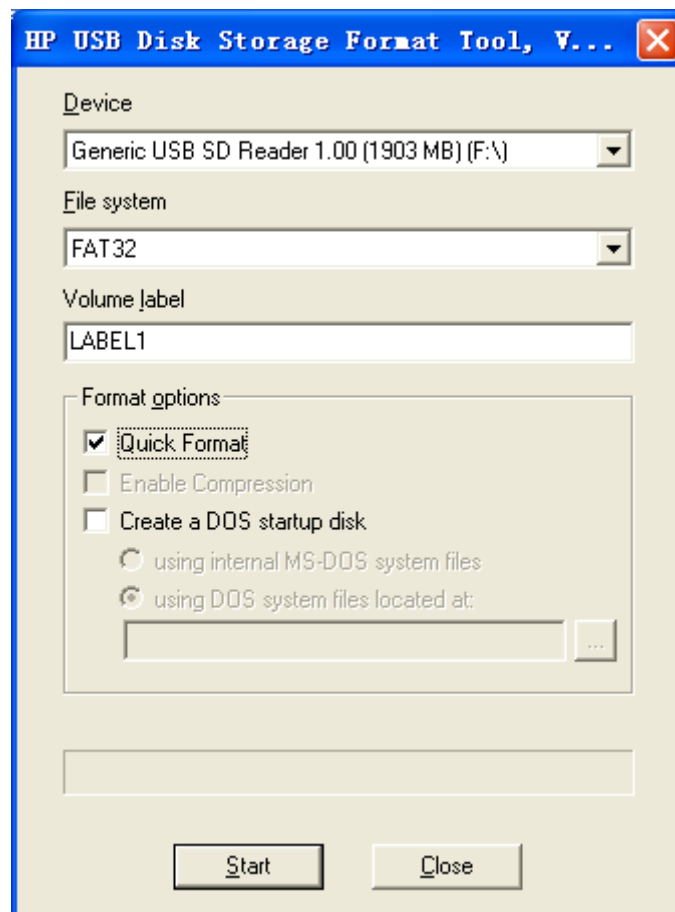 HP USB Disk Storage Format Tool, V...
Device
Generic USB SD Reader 1.00 (1903 MB) (F:\)
File system
FAT32
Volume label
LABEL1
Format options
Quick Format
Enable Compression
Create a DOS startup disk
using internal MS-DOS system files
using DOS system files located at:
...
Start
Close